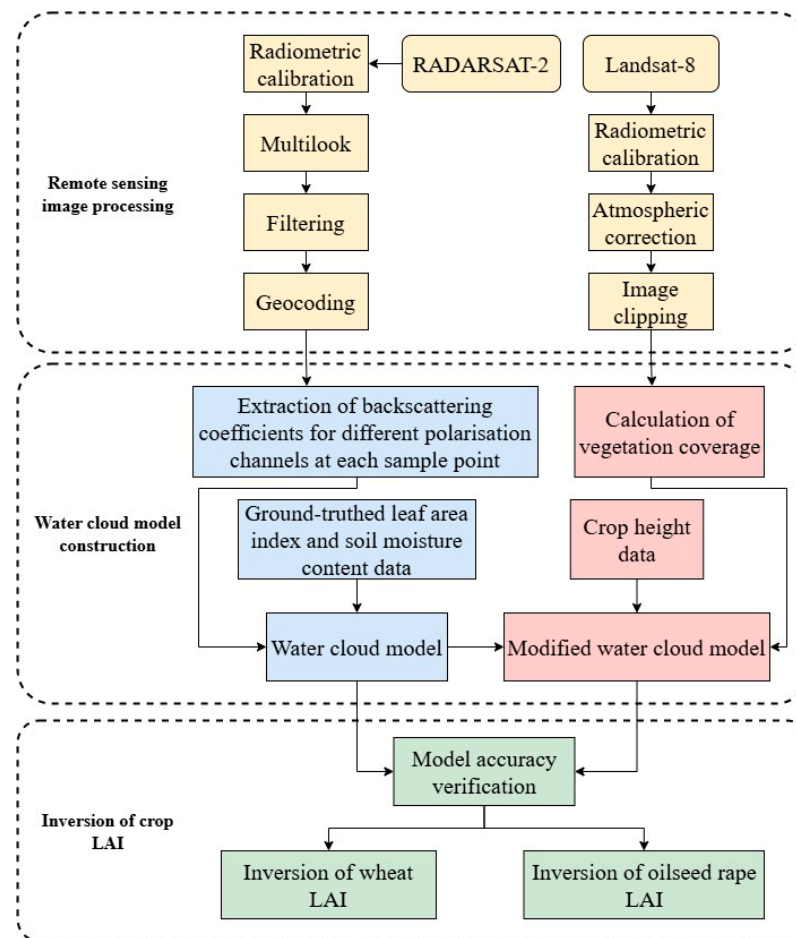 Radiometric
calibration
RADARSAT-2
Landsat-8
Multilook
Radiometric
calibration
Remote sensing
image processing
Filtering
Atmospheric
correction
Geocoding
Image
clipping
Extraction of backscattering
coefficients for different polarisation
channels at each sample point
Calculation of
vegetation coverage
Water cloud model
construction
Ground-truthed leaf area
index and soil moisture
content data
Crop height
data
Water cloud model
Modified water cloud model
Model accuracy
verification
Inversion of crop
LAI
Inversion of wheat
LAI
Inversion of oilseed rape
LAI